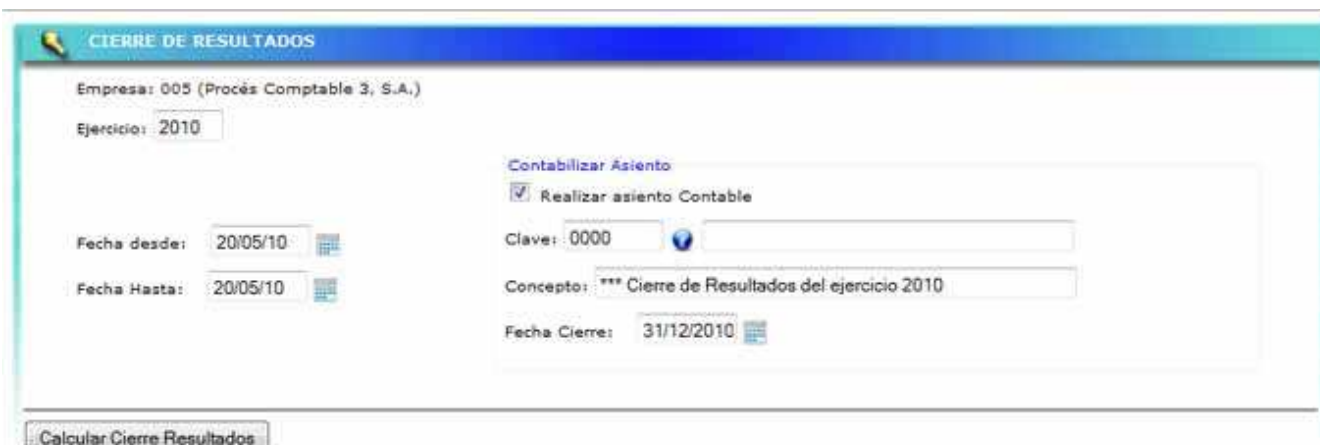 CIERRE DE RESULTADOS
Empresa: 005 (Procés Comptable 3, S.A.)
Ejercicio: 2010
Contabilizar Asiento
Realizar asiento Contable
Fecha desde: 20/05/10
Clave: 0000
Fecha Hasta: 20/05/10
Concepto: *** Cierre de Resultados del ejercicio 2010
Fecha Cierre: 31/12/2010
Calcular Cierre Resultados